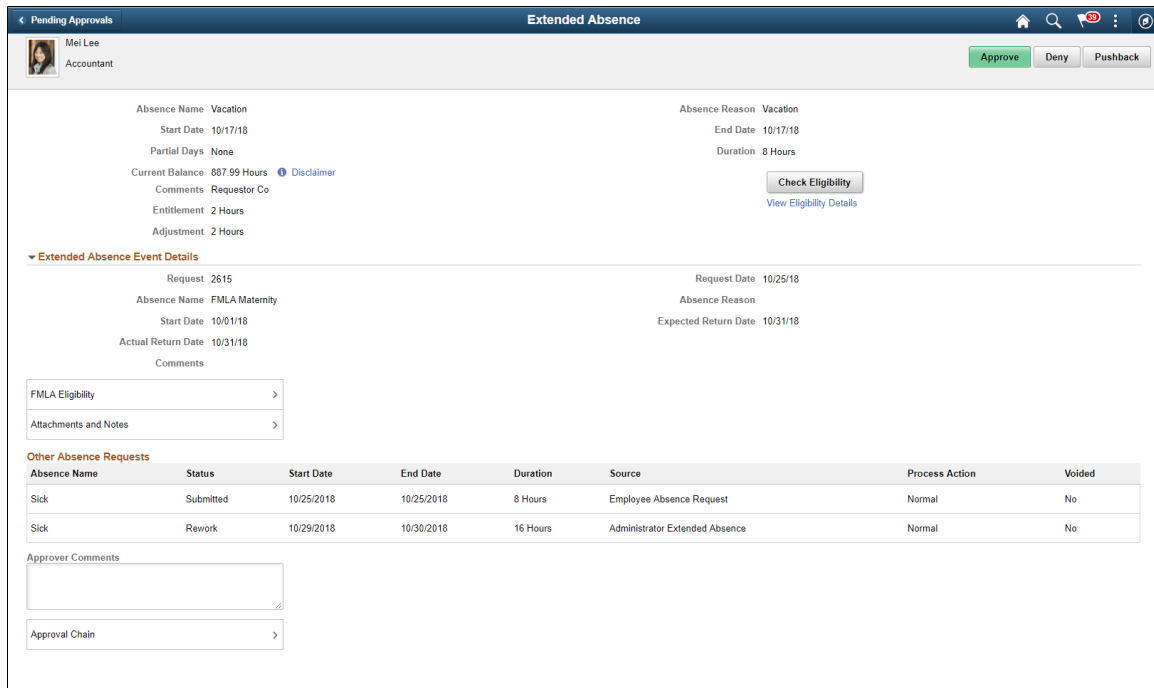 Pending Approvals
Extended Absence
39
Mei Lee
Accountant
Approve Deny Pushback
Absence Name Vacation Absence Reason Vacation
Start Date 10/17/18 End Date 10/17/18
Partial Days None Duration 8 Hours
Current Balance 887.99 Hours Disclaimer
Check Eligibility
Comments Requestor Co
View Eligibility Details
Entitlement 2 Hours
Adjustment 2 Hours
Extended Absence Event Details
Request 2615 Request Date 10/25/18
Absence Name FMLA Maternity Absence Reason
Start Date 10/01/18 Expected Return Date 10/31/18
Actual Return Date 10/31/18
Comments
FMLA Eligibility
Attachments and Notes
Other Absence Requests
Absence Name Status Start Date End Date Duration Source Process Action Voided
Sick Submitted 10/25/2018 10/25/2018 8 Hours Employee Absence Request Normal No
Sick Rework 10/29/2018 10/30/2018 16 Hours Administrator Extended Absence Normal No
Approver Comments
Approval Chain